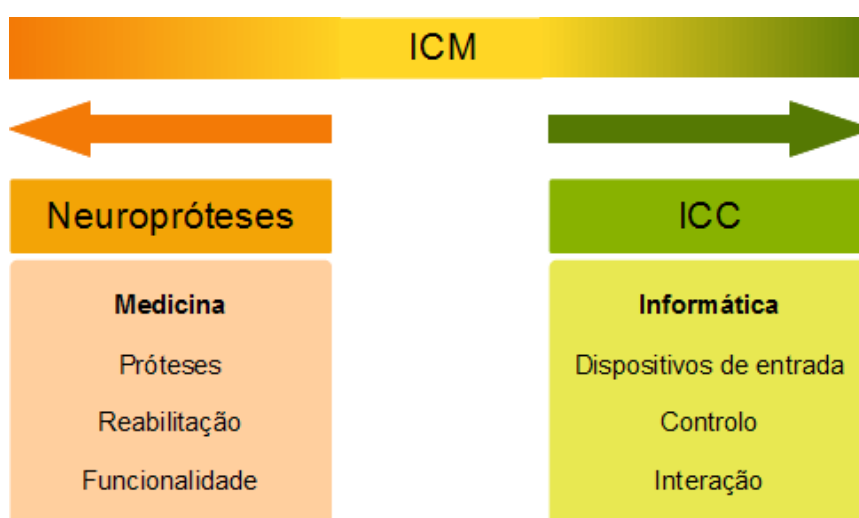 ICM
Neuropróteses
Medicina
Próteses
Reabilitação
Funcionalidade
ICC
Informática
Dispositivos de entrada
Controlo
Interação